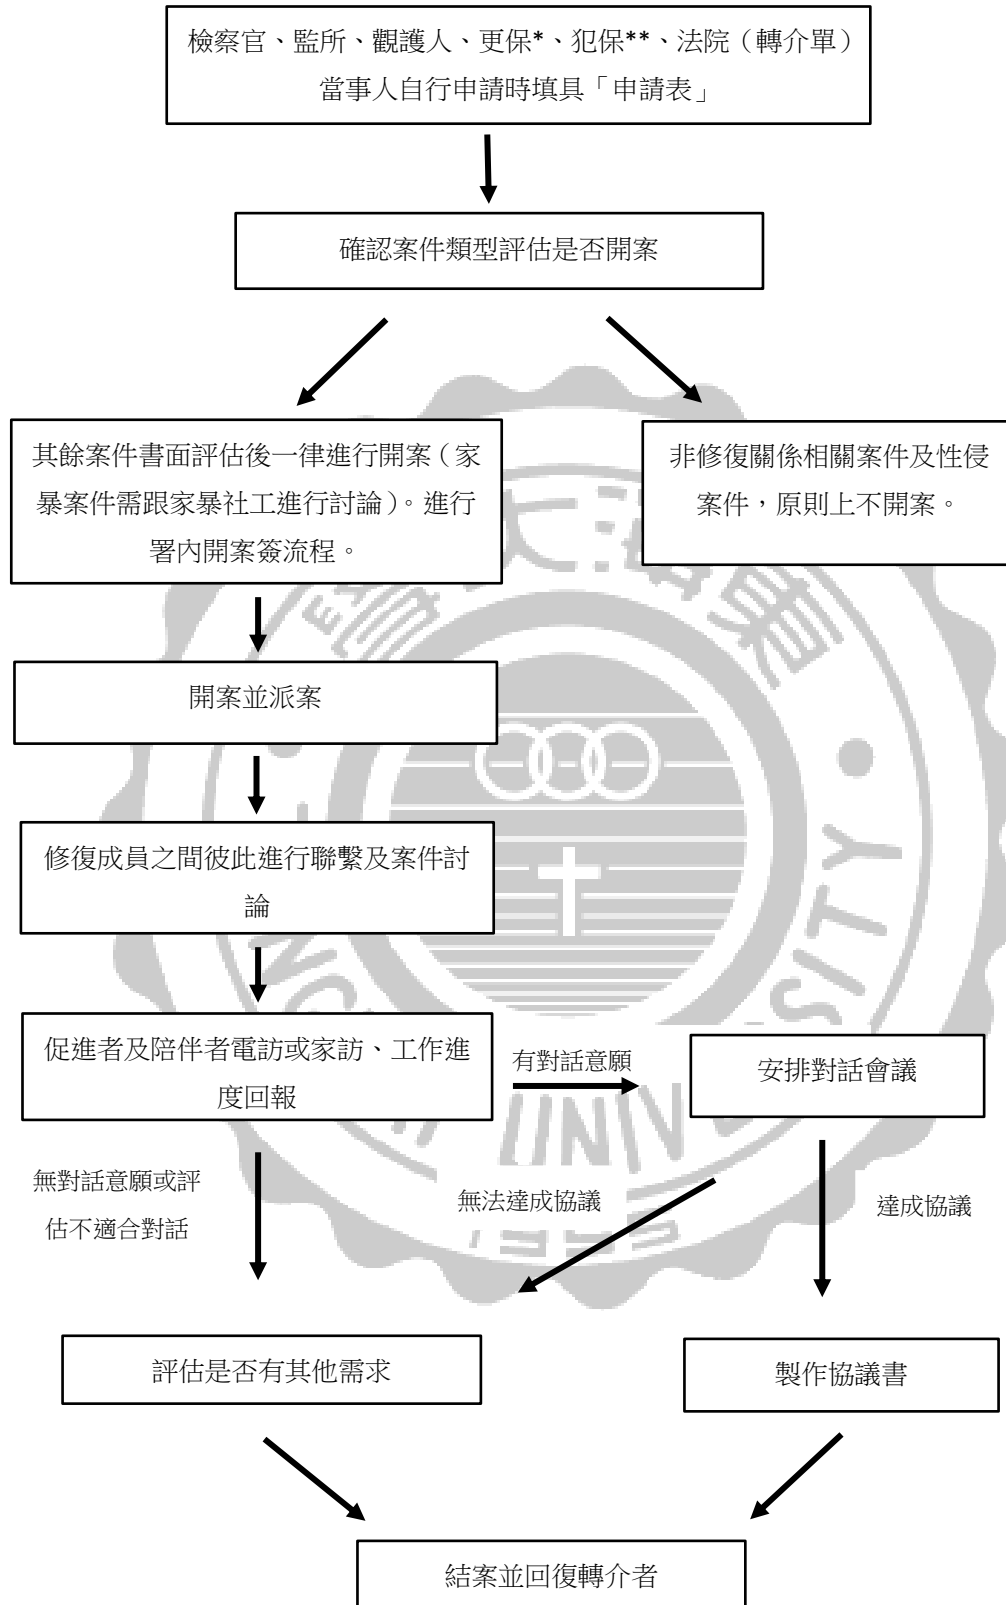 檢察官、監所、觀護人、更保*、犯保**、法院（轉介單）
當事人自行申請時填具「申請表」
確認案件類型評估是否開案
其餘案件書面評估後一律進行開案（家
暴案件需跟家暴社工進行討論）。進行
署內開案簽流程。
非修復關係相關案件及性侵
案件，原則上不開案。
開案並派案
修復成員之間彼此進行聯繫及案件討
論
促進者及陪伴者電訪或家訪、工作進
度回報
有對話意願
安排對話會議
無對話意願或評
估不適合對話
無法達成協議
達成協議
評估是否有其他需求
製作協議書
結案並回復轉介者